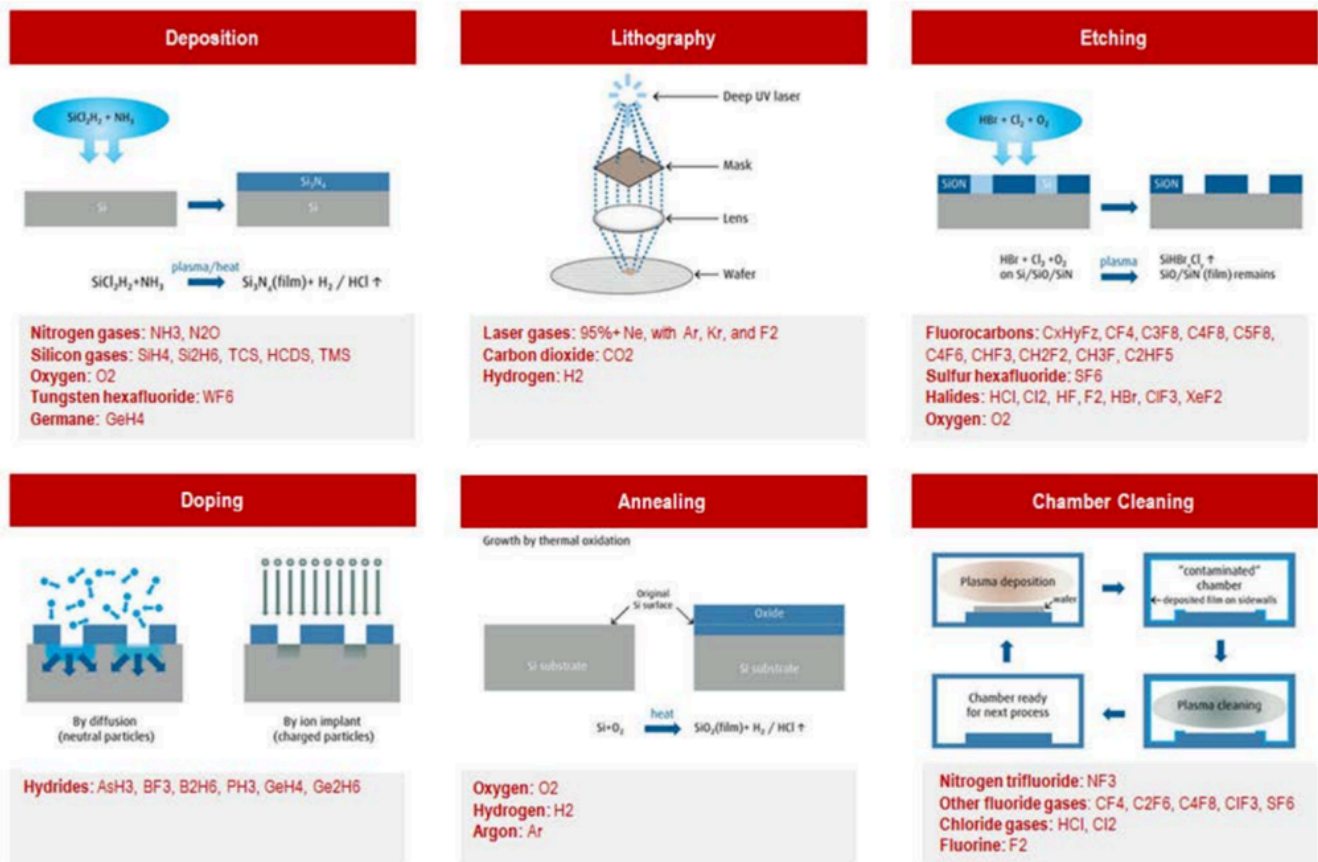 Deposition
SiCl₂H₂ + NH₃
Si
Si₃N₄
Si
plasma/heat
SiCl₂H₂+NH₃
Si₃N₄(film)+ H₂ / HCl ↑
Nitrogen gases: NH3, N2O
Silicon gases: SiH4, Si2H6, TCS, HCDS, TMS
Oxygen: O2
Tungsten hexafluoride: WF6
Germane: GeH4
Lithography
Deep UV laser
Mask
Lens
Wafer
Laser gases: 95%+ Ne, with Ar, Kr, and F2
Carbon dioxide: CO2
Hydrogen: H2
Etching
HBr + Cl₂ + O₂
SiON
Si
SiON
HBr + Cl₂ +O₂
on Si/SiO/SiN
plasma
SiHBrₓClᵧ ↑
SiO/SiN (film) remains
Fluorocarbons: CxHyFz, CF4, C3F8, C4F8, C5F8,
C4F6, CHF3, CH2F2, CH3F, C2HF5
Sulfur hexafluoride: SF6
Halides: HCl, Cl2, HF, F2, HBr, ClF3, XeF2
Oxygen: O2
Doping
By diffusion
(neutral particles)
By ion implant
(charged particles)
Hydrides: AsH3, BF3, B2H6, PH3, GeH4, Ge2H6
Annealing
Growth by thermal oxidation
Original
Si surface
Si substrate
Oxide
Si substrate
Si+O₂
heat
SiO₂(film)+ H₂ / HCl ↑
Oxygen: O2
Hydrogen: H2
Argon: Ar
Chamber Cleaning
Plasma deposition
wafer
"contaminated"
chamber
deposited film on sidewalls
Chamber ready
for next process
Plasma cleaning
Nitrogen trifluoride: NF3
Other fluoride gases: CF4, C2F6, C4F8, ClF3, SF6
Chloride gases: HCl, Cl2
Fluorine: F2